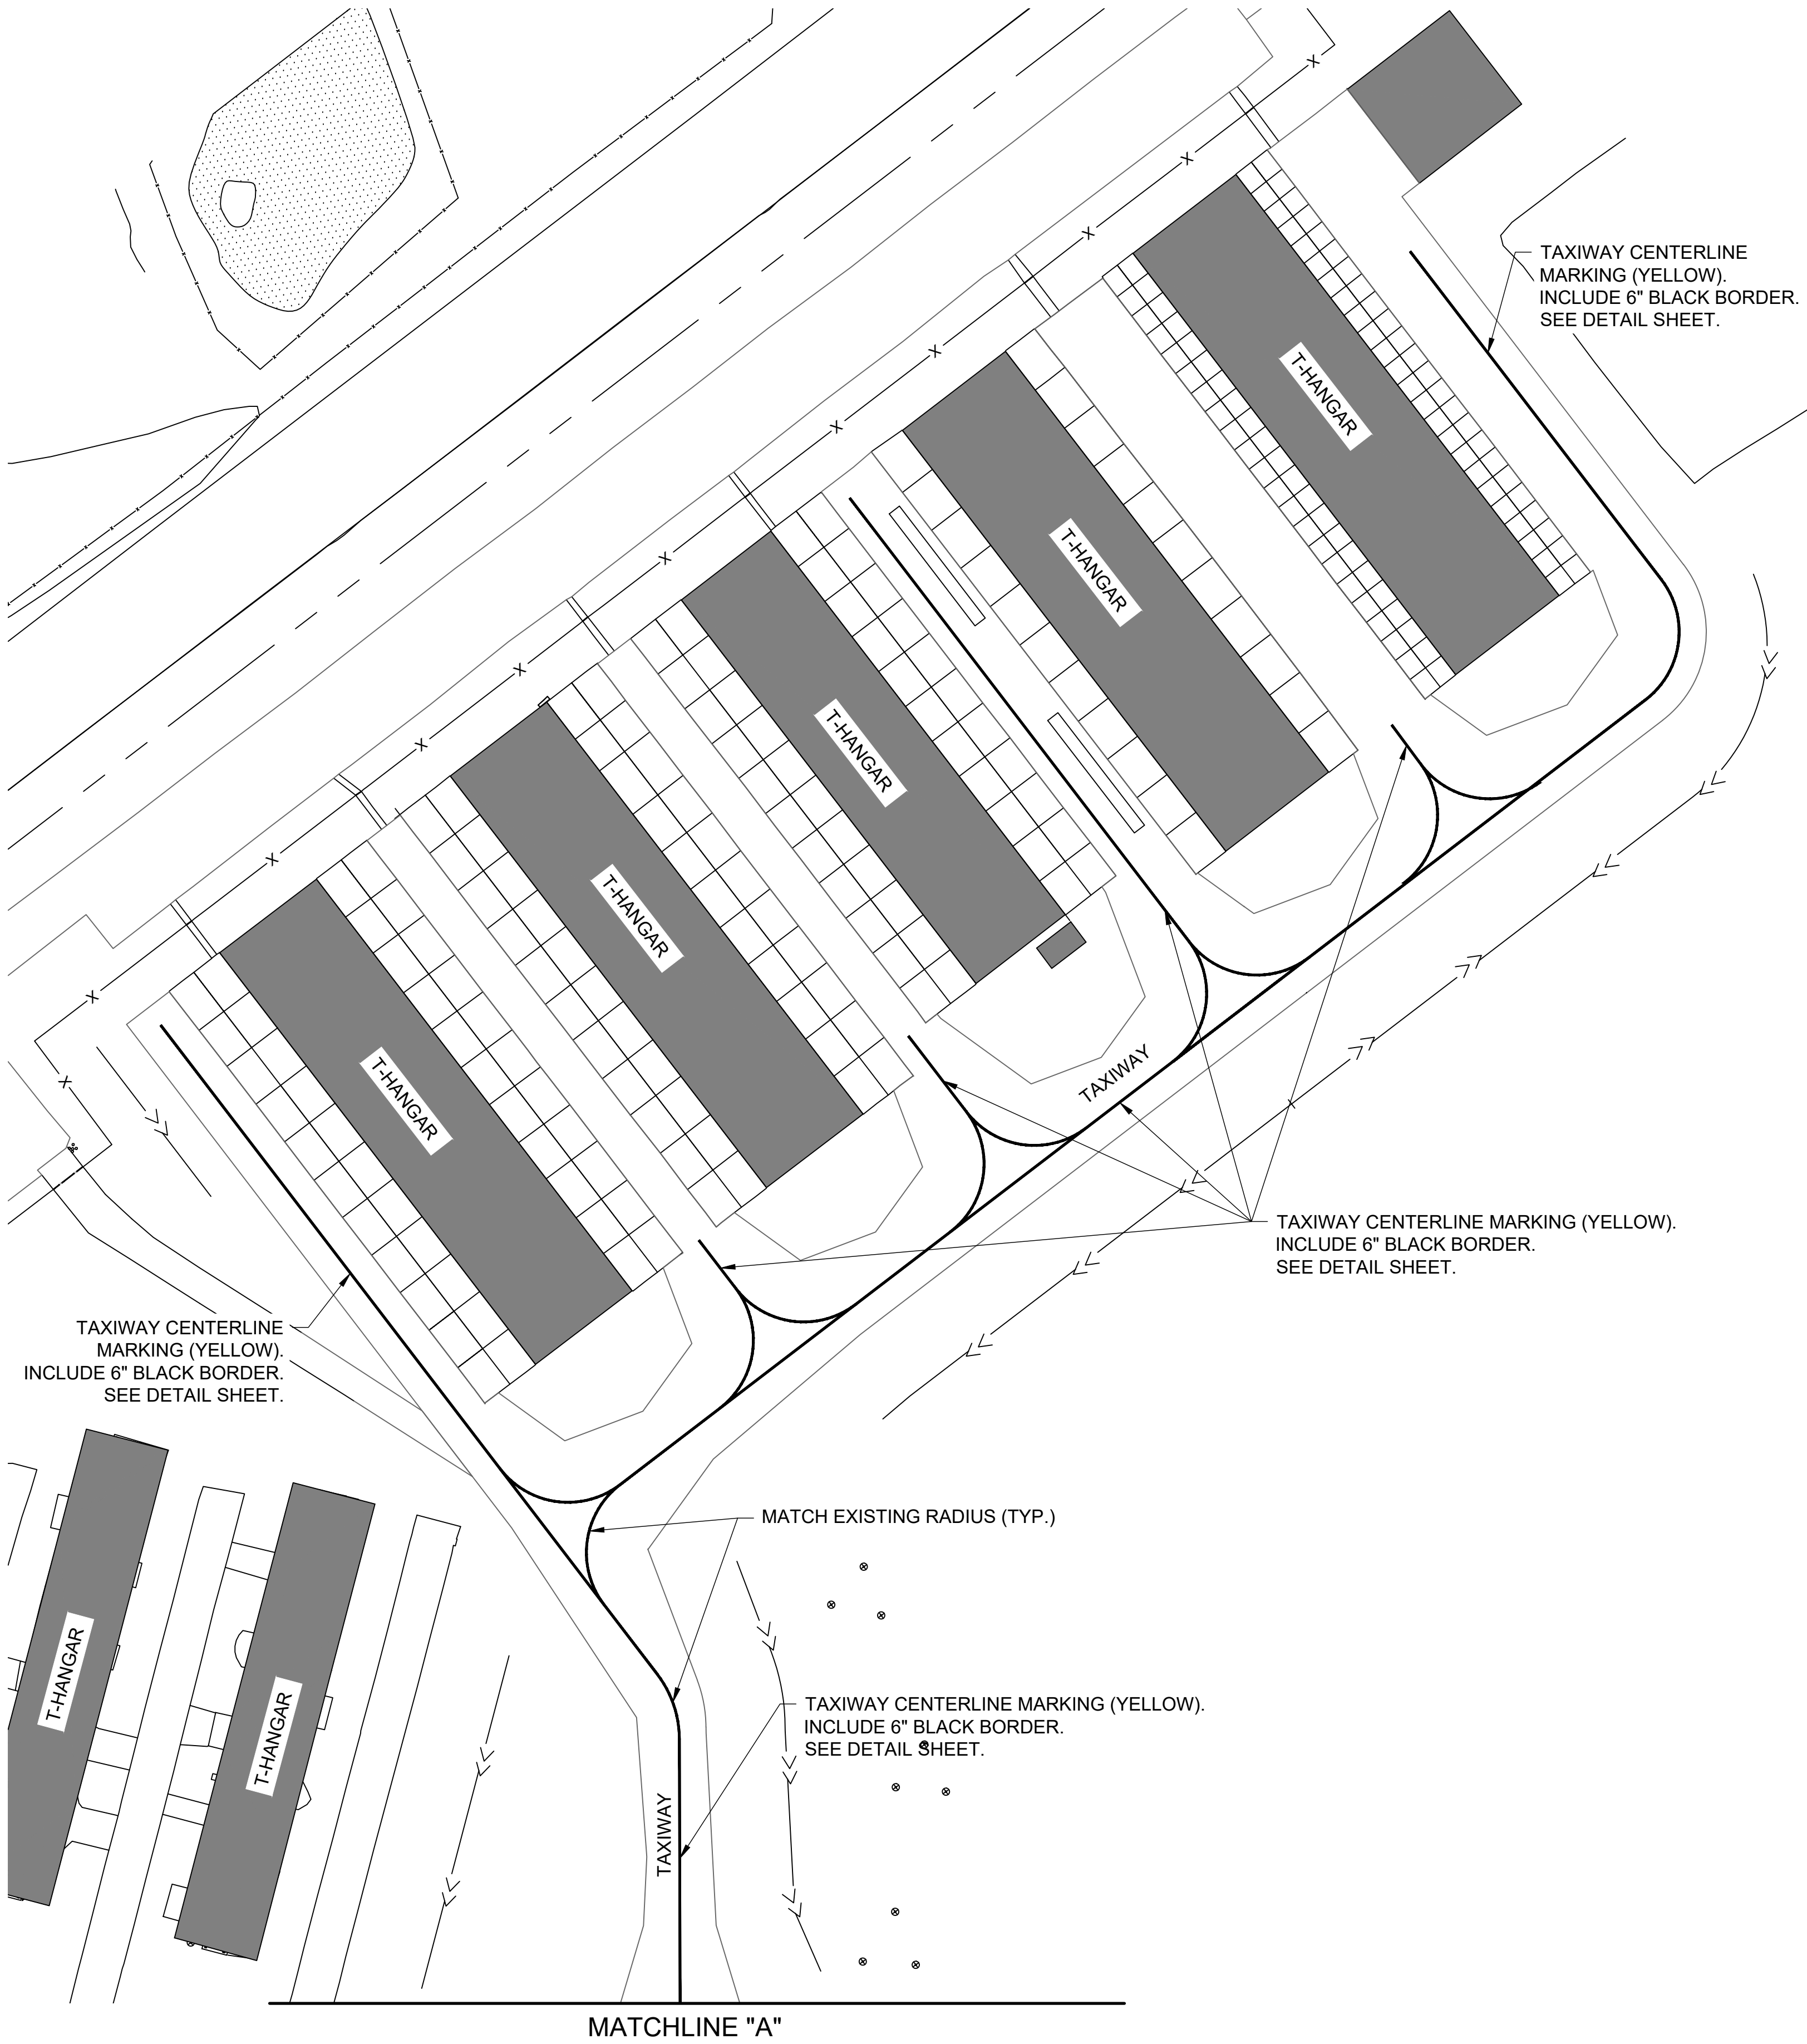 TAXIWAY CENTERLINE
MARKING (YELLOW).
INCLUDE 6" BLACK BORDER.
SEE DETAIL SHEET.
T-HANGAR
T-HANGAR
T-HANGAR
T-HANGAR
T-HANGAR
TAXIWAY
TAXIWAY CENTERLINE MARKING (YELLOW).
INCLUDE 6" BLACK BORDER.
SEE DETAIL SHEET.
TAXIWAY CENTERLINE
MARKING (YELLOW).
INCLUDE 6" BLACK BORDER.
SEE DETAIL SHEET.
MATCH EXISTING RADIUS (TYP.)
T-HANGAR
T-HANGAR
TAXIWAY CENTERLINE MARKING (YELLOW).
INCLUDE 6" BLACK BORDER.
SEE DETAIL SHEET.
TAXIWAY
MATCHLINE "A"